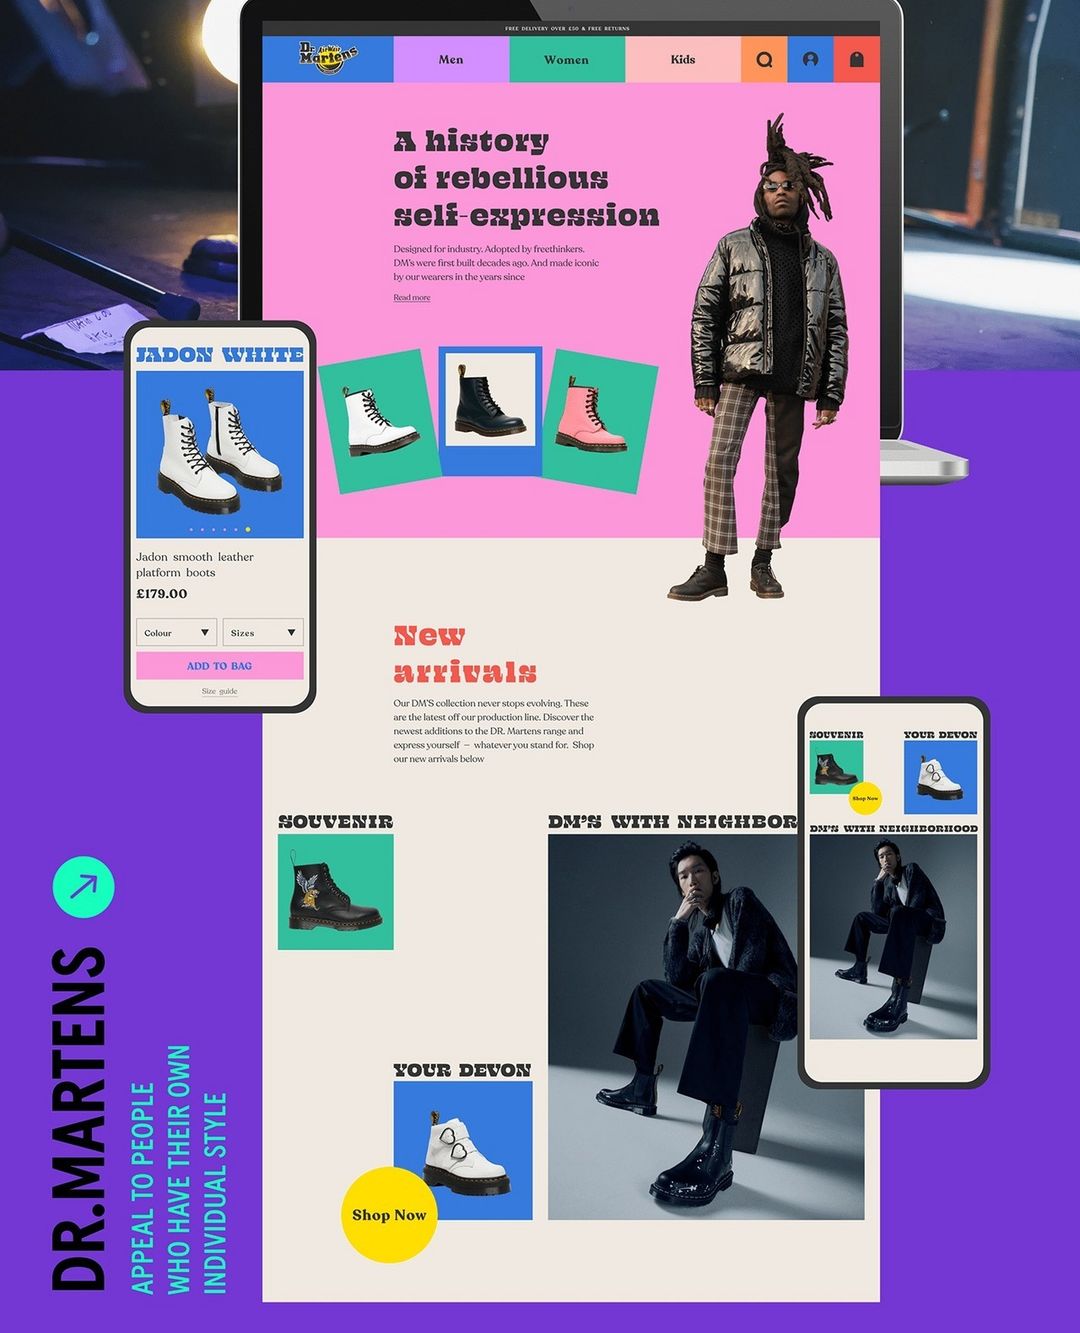 FREE DELIVERY OVER £50 & FREE RETURNS
Dr. Martens
AirWair
Men
Women
Kids
A history
of rebellious
self-expression
Designed for industry. Adopted by freethinkers.
DM's were first built decades ago. And made iconic
by our wearers in the years since
Read more
JADON WHITE
Jadon smooth leather
platform boots
£179.00
Colour
Sizes
ADD TO BAG
Size guide
New
arrivals
Our DM'S collection never stops evolving. These
are the latest off our production line. Discover the
newest additions to the DR. Martens range and
express yourself – whatever you stand for. Shop
our new arrivals below
SOUVENIR
DM'S WITH NEIGHBOR
YOUR DEVON
Shop Now
SOUVENIR
YOUR DEVON
Shop Now
DM'S WITH NEIGHBORHOOD
DR.MARTENS
APPEAL TO PEOPLE
WHO HAVE THEIR OWN
INDIVIDUAL STYLE